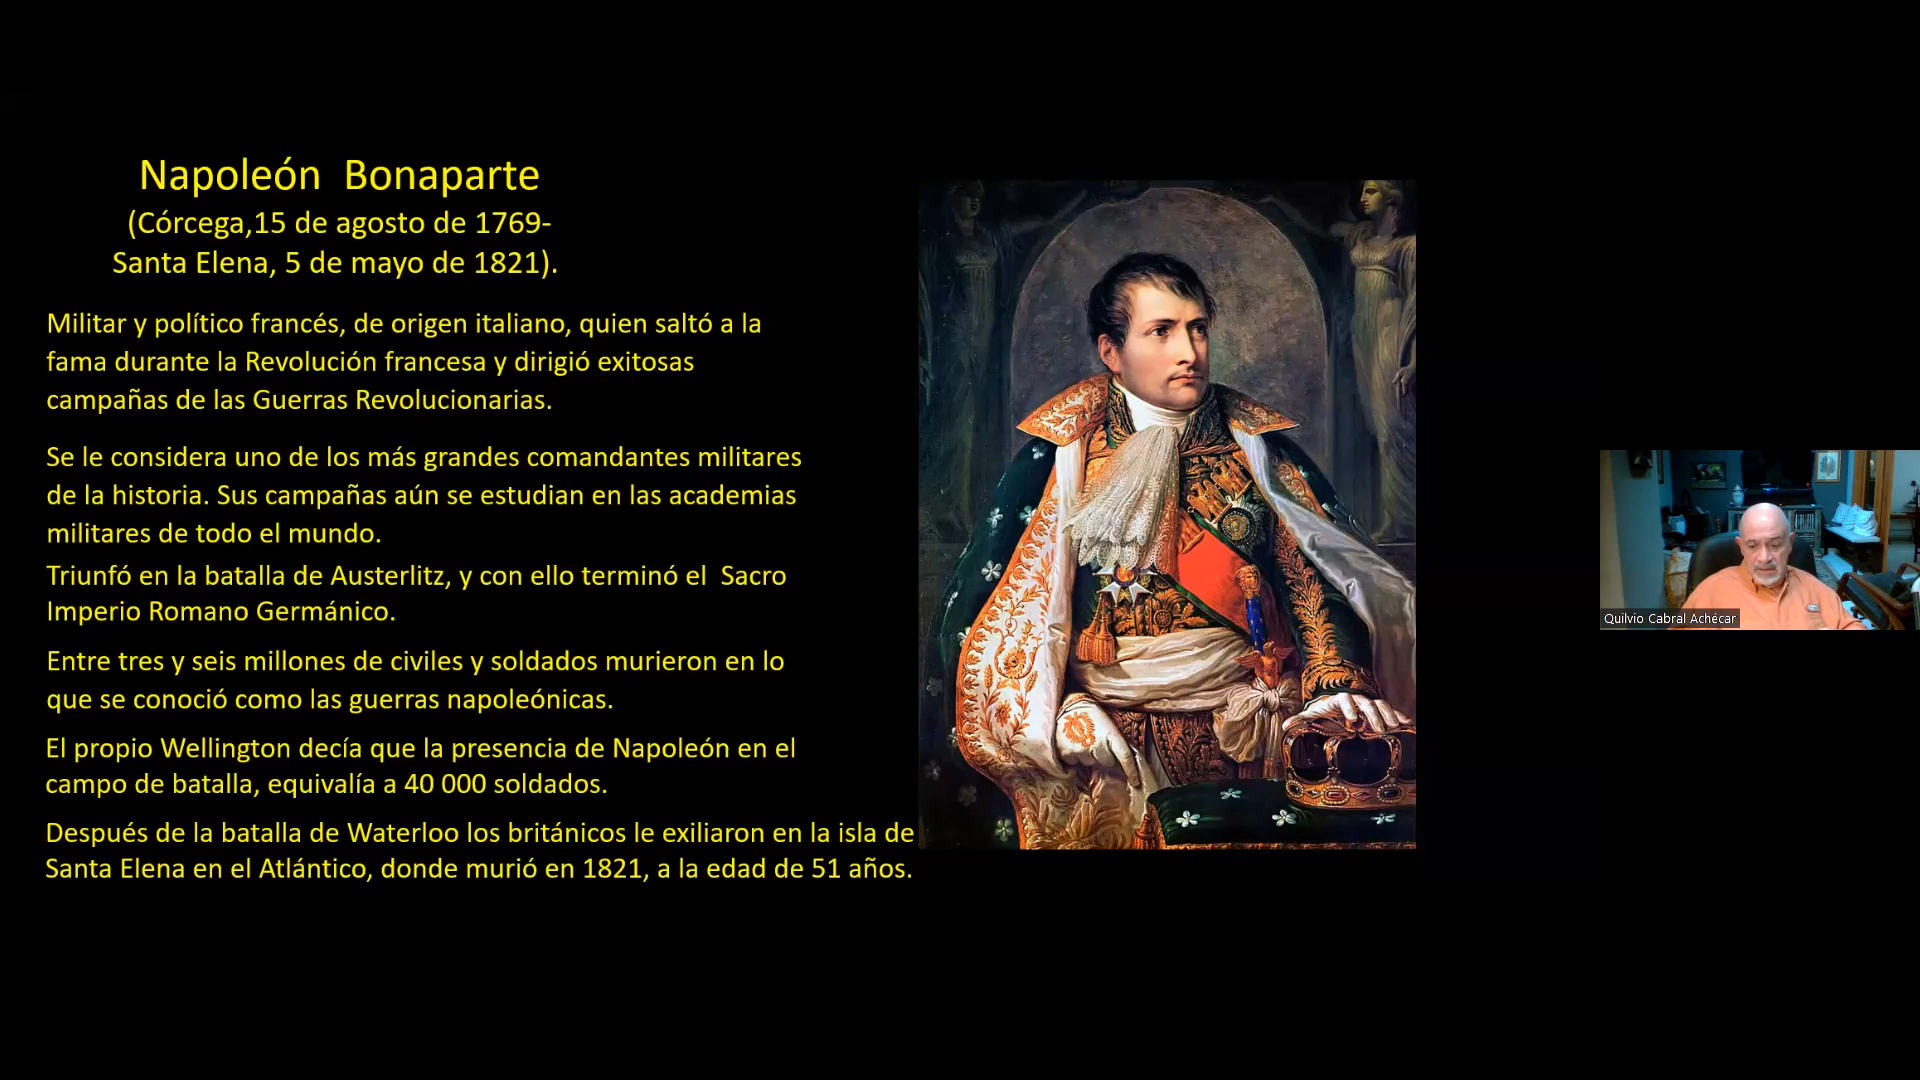 Napoleón  Bonaparte
(Córcega,15 de agosto de 1769-
Santa Elena, 5 de mayo de 1821).
Militar y político francés, de origen italiano, quien saltó a la
fama durante la Revolución francesa y dirigió exitosas
campañas de las Guerras Revolucionarias.
Se le considera uno de los más grandes comandantes militares
de la historia. Sus campañas aún se estudian en las academias
militares de todo el mundo.
Triunfó en la batalla de Austerlitz, y con ello terminó el  Sacro
Imperio Romano Germánico.
Entre tres y seis millones de civiles y soldados murieron en lo
que se conoció como las guerras napoleónicas.
El propio Wellington decía que la presencia de Napoleón en el
campo de batalla, equivalía a 40 000 soldados.
Después de la batalla de Waterloo los británicos le exiliaron en la isla de
Santa Elena en el Atlántico, donde murió en 1821, a la edad de 51 años.
Quilvio Cabral Achécar